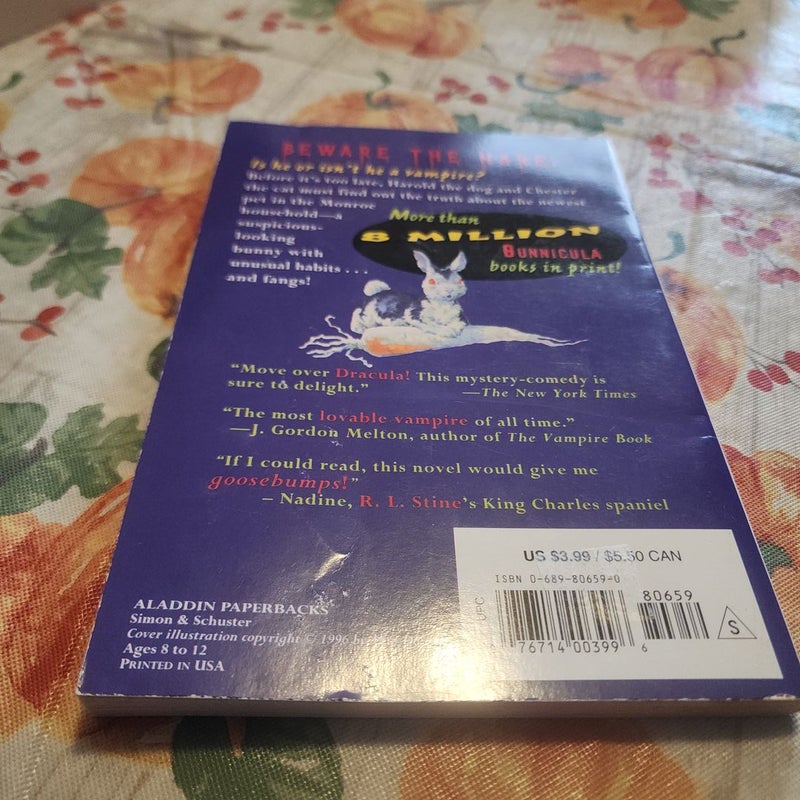 BEWARE THE HARE!
Is he or isn't he a vampire?
Before it's too late, Harold the dog and Chester
the cat must find out the truth about the newest
pet in the Monroe
household—a
suspicious-
looking
bunny with
unusual habits . . .
and fangs!
More than
8 MILLION
BUNNICULA
books in print!
"Move over Dracula! This mystery-comedy is
sure to delight."
—The New York Times
"The most lovable vampire of all time."
—J. Gordon Melton, author of The Vampire Book
"If I could read, this novel would give me
goosebumps!"
– Nadine, R. L. Stine's King Charles spaniel
US $3.99 / $5.50 CAN
ISBN 0-689-80659-0
80659
UPC
76714 00399
6
S
ALADDIN PAPERBACKS
Simon & Schuster
Cover illustration copyright © 1996
Ages 8 to 12
PRINTED IN USA